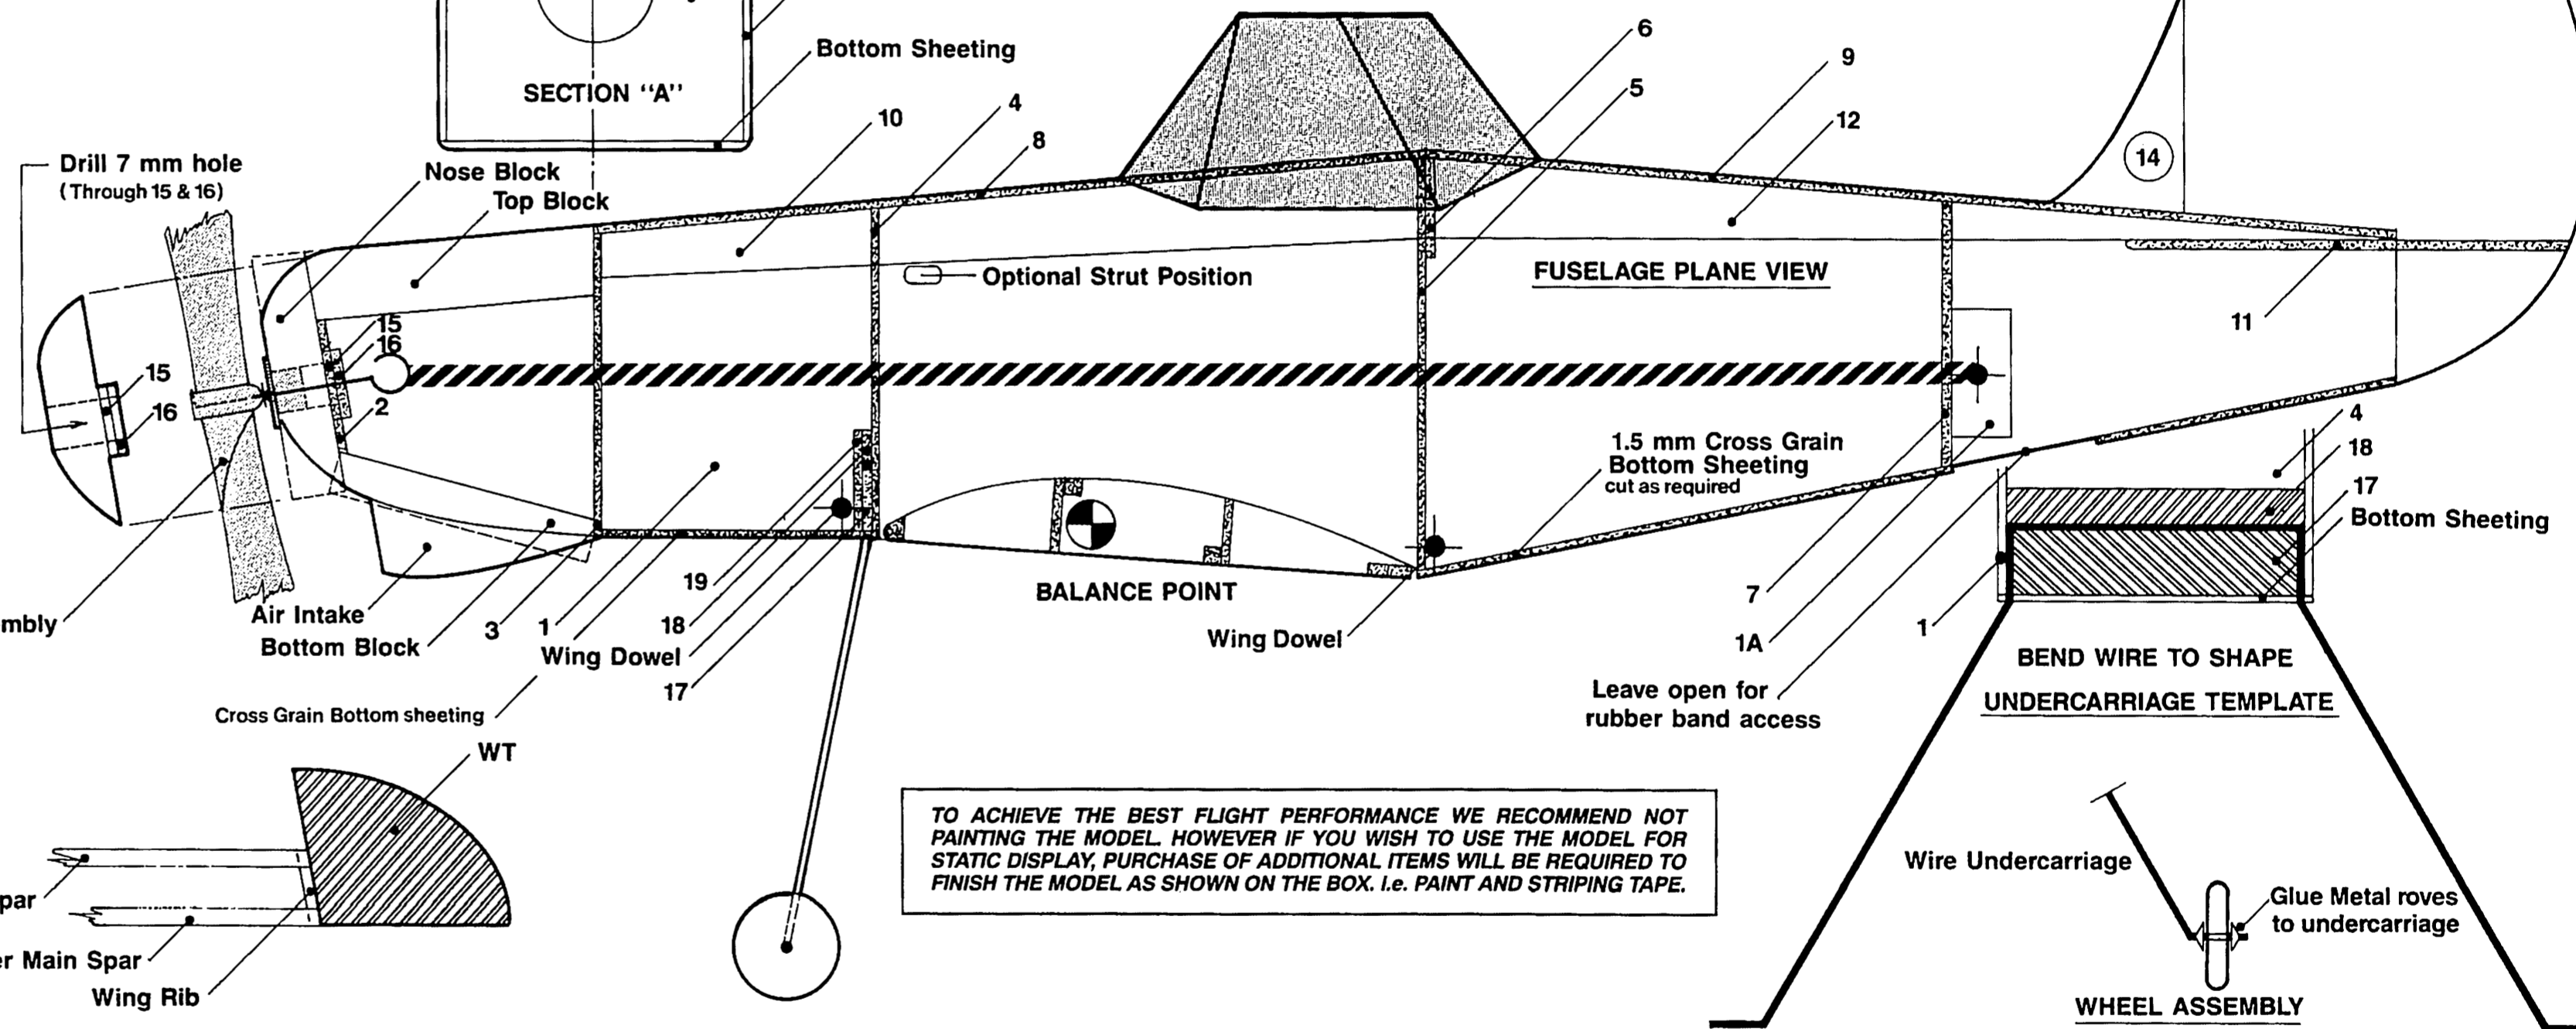 Bottom Sheeting
SECTION "A"
6
9
5
4
10
8
12
14
Drill 7 mm hole
(Through 15 & 16)
Nose Block
Top Block
Optional Strut Position
FUSELAGE PLANE VIEW
15
16
11
15
16
2
4
18
17
Bottom Sheeting
1.5 mm Cross Grain
Bottom Sheeting
cut as required
19
18
Wing Dowel
17
BALANCE POINT
Wing Dowel
7
1A
1
Leave open for
rubber band access
Air Intake
Bottom Block
3
1
mbly
Cross Grain Bottom sheeting
WT
BEND WIRE TO SHAPE
UNDERCARRIAGE TEMPLATE
TO ACHIEVE THE BEST FLIGHT PERFORMANCE WE RECOMMEND NOT
PAINTING THE MODEL. HOWEVER IF YOU WISH TO USE THE MODEL FOR
STATIC DISPLAY, PURCHASE OF ADDITIONAL ITEMS WILL BE REQUIRED TO
FINISH THE MODEL AS SHOWN ON THE BOX. I.e. PAINT AND STRIPING TAPE.
par
er Main Spar
Wing Rib
Wire Undercarriage
Glue Metal roves
to undercarriage
WHEEL ASSEMBLY